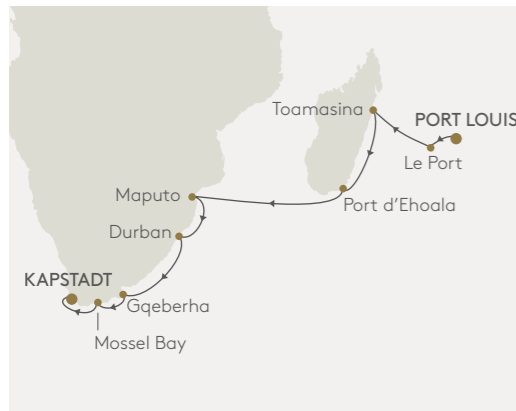 Toamasina
PORT LOUIS
Le Port
Maputo
Port d'Ehoala
Durban
KAPSTADT
Gqeberha
Mossel Bay